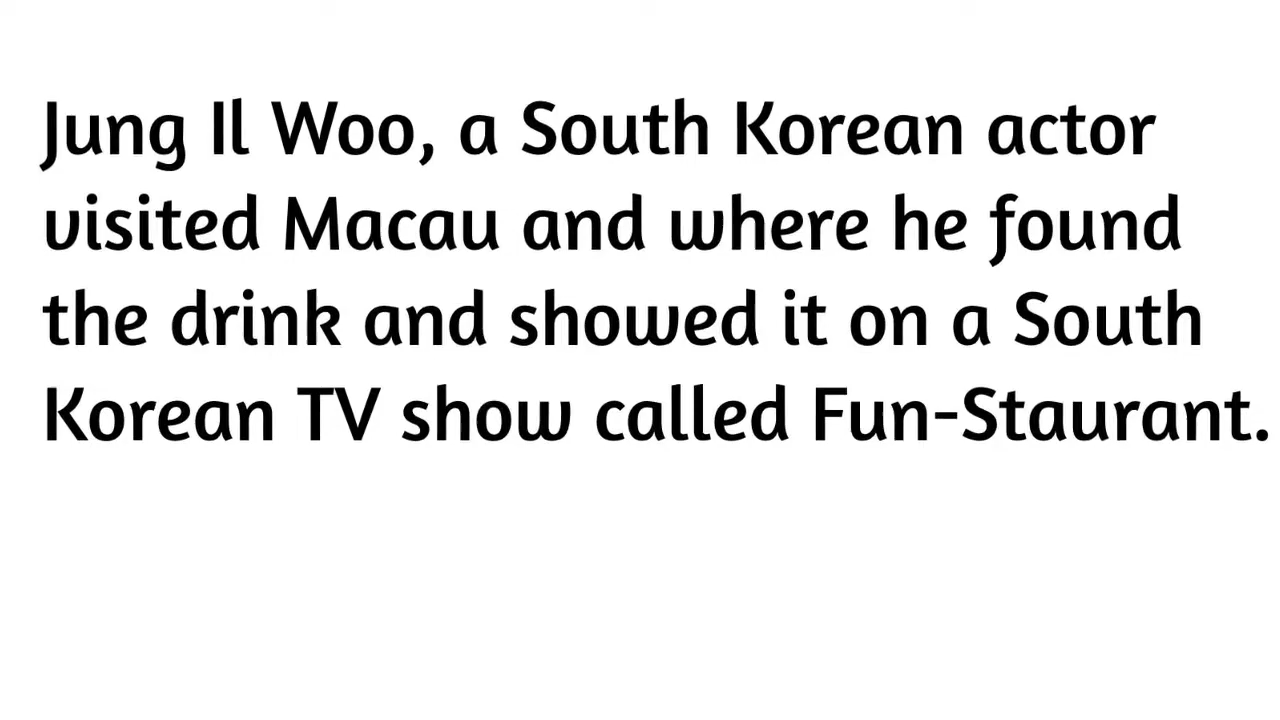 Jung Il Woo, a South Korean actor
visited Macau and where he found
the drink and showed it on a South
Korean TV show called Fun-Staurant.